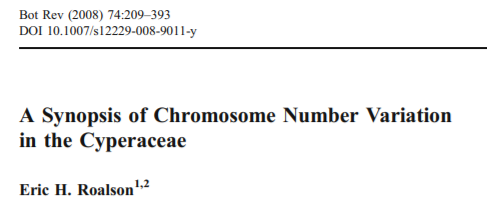 Bot Rev (2008) 74:209–393
DOI 10.1007/s12229-008-9011-y
A Synopsis of Chromosome Number Variation
in the Cyperaceae
Eric H. Roalson1,2